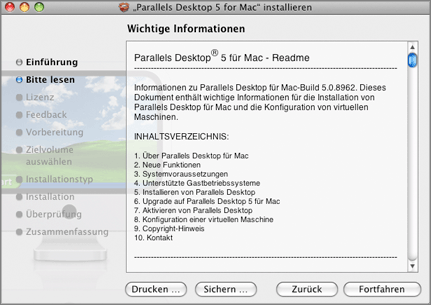 „Parallels Desktop 5 for Mac“ installieren
Wichtige Informationen
Einführung
Bitte lesen
Lizenz
Feedback
Vorbereitung
Zielvolume
auswählen
Installationstyp
Installation
Überprüfung
Zusammenfassung
Parallels Desktop® 5 für Mac - Readme
Informationen zu Parallels Desktop für Mac-Build 5.0.8962. Dieses
Dokument enthält wichtige Informationen für die Installation von
Parallels Desktop für Mac und die Konfiguration von virtuellen
Maschinen.
INHALTSVERZEICHNIS:
1. Über Parallels Desktop für Mac
2. Neue Funktionen
3. Systemvoraussetzungen
4. Unterstützte Gastbetriebssysteme
5. Installieren von Parallels Desktop
6. Upgrade auf Parallels Desktop 5 für Mac
7. Aktivieren von Parallels Desktop
8. Konfiguration einer virtuellen Maschine
9. Copyright-Hinweis
10. Kontakt
Drucken ...
Sichern ...
Zurück
Fortfahren